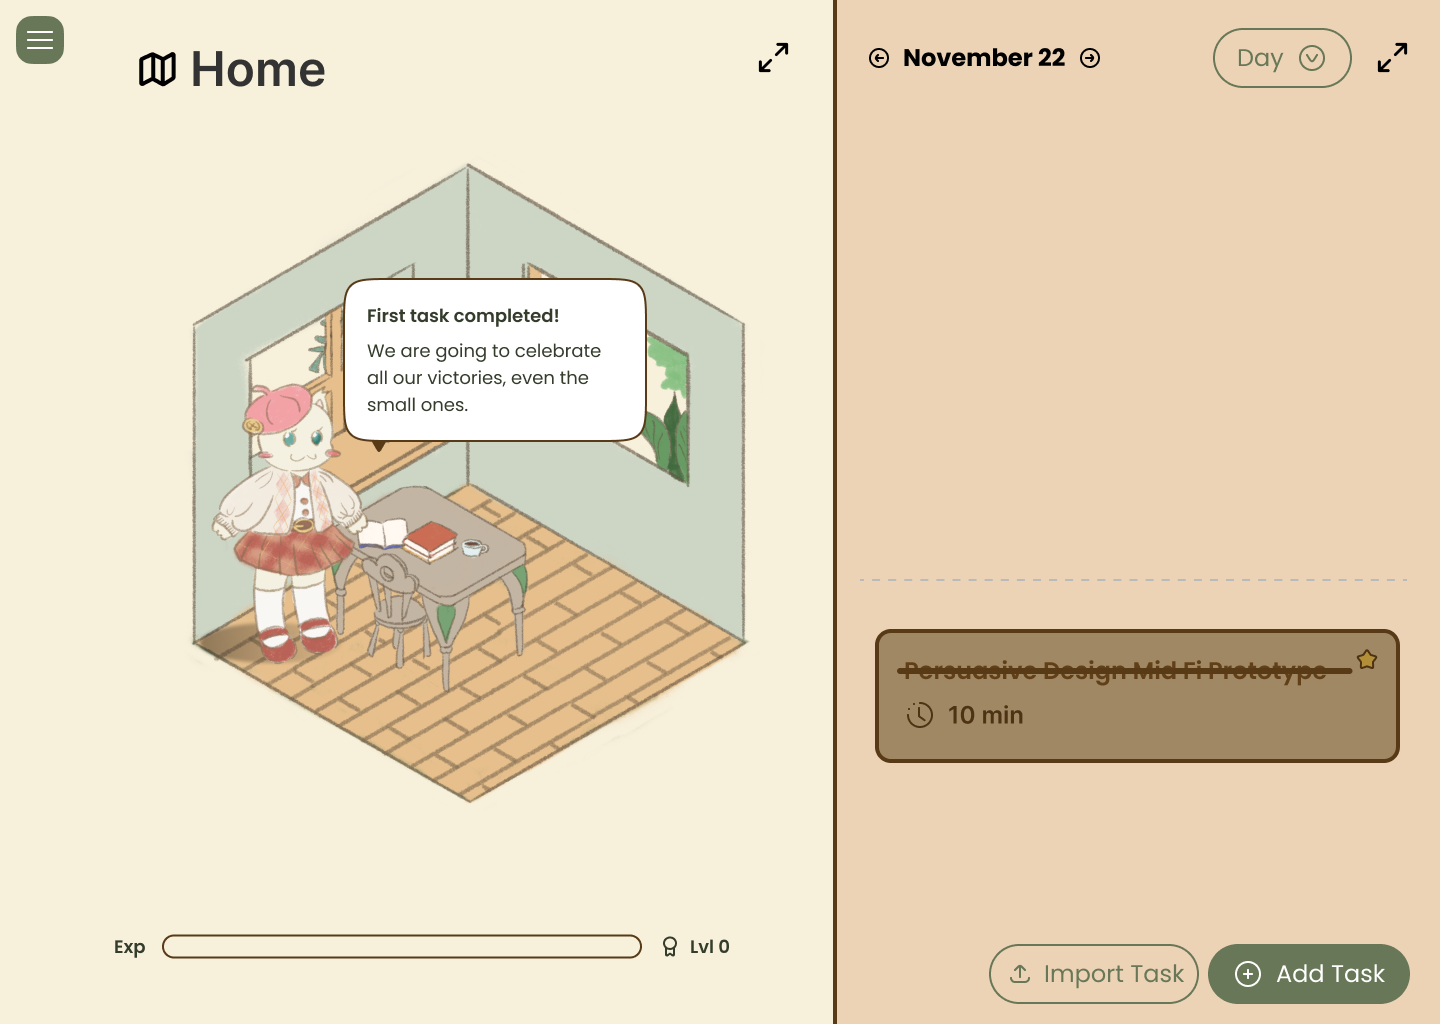 Home
First task completed!
We are going to celebrate
all our victories, even the
small ones.
Exp
Lvl 0
November 22
Day
Persuasive Design Mid Fi Prototype
10 min
Import Task
Add Task